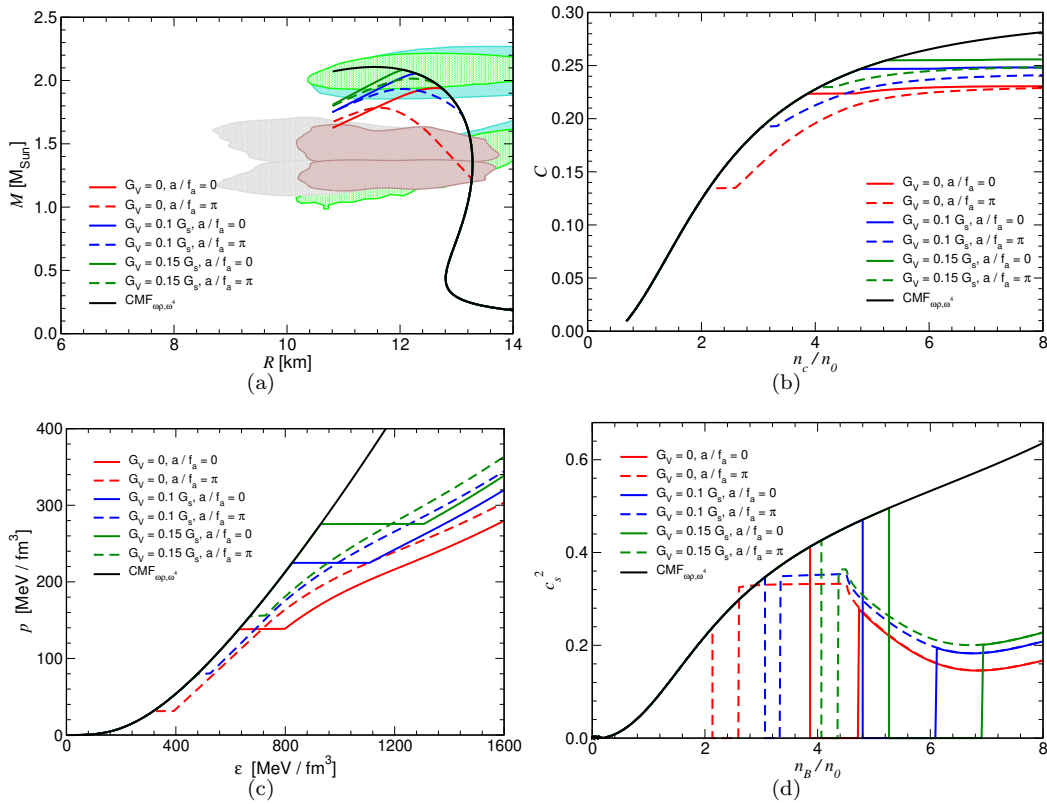 2.5
2.0
1.5
1.0
0.5
0.0
M [M_Sun]
G_V = 0, a / f_a = 0
G_V = 0, a / f_a = π
G_V = 0.1 G_s, a / f_a = 0
G_V = 0.1 G_s, a / f_a = π
G_V = 0.15 G_s, a / f_a = 0
G_V = 0.15 G_s, a / f_a = π
CMF_ωρ,ω⁴
6 8 10 12 14
R [km]
(a)
0.30
0.25
0.20
0.15
0.10
0.05
0.00
C
G_V = 0, a / f_a = 0
G_V = 0, a / f_a = π
G_V = 0.1 G_s, a / f_a = 0
G_V = 0.1 G_s, a / f_a = π
G_V = 0.15 G_s, a / f_a = 0
G_V = 0.15 G_s, a / f_a = π
CMF_ωρ,ω⁴
0 2 4 6 8
n_c / n_0
(b)
400
300
200
100
0
p [MeV / fm³]
G_V = 0, a / f_a = 0
G_V = 0, a / f_a = π
G_V = 0.1 G_s, a / f_a = 0
G_V = 0.1 G_s, a / f_a = π
G_V = 0.15 G_s, a / f_a = 0
G_V = 0.15 G_s, a / f_a = π
CMF_ωρ,ω⁴
0 400 800 1200 1600
ε [MeV / fm³]
(c)
0.6
0.4
0.2
0.0
c_s²
G_V = 0, a / f_a = 0
G_V = 0, a / f_a = π
G_V = 0.1 G_s, a / f_a = 0
G_V = 0.1 G_s, a / f_a = π
G_V = 0.15 G_s, a / f_a = 0
G_V = 0.15 G_s, a / f_a = π
CMF_ωρ,ω⁴
0 2 4 6 8
n_B / n_0
(d)